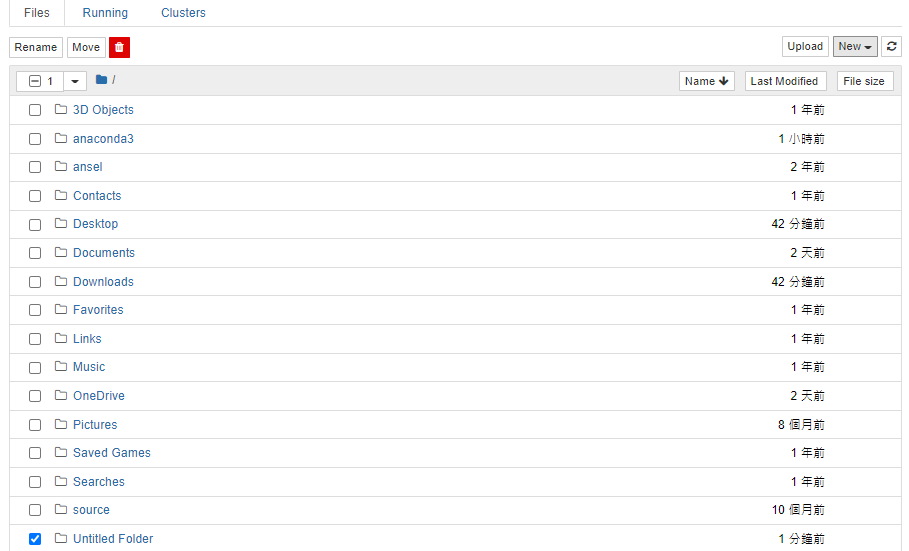 Files Running Clusters
Rename Move Upload New
1 / Name Last Modified File size
3D Objects 1 年前
anaconda3 1 小時前
ansel 2 年前
Contacts 1 年前
Desktop 42 分鐘前
Documents 2 天前
Downloads 42 分鐘前
Favorites 1 年前
Links 1 年前
Music 1 年前
OneDrive 2 天前
Pictures 8 個月前
Saved Games 1 年前
Searches 1 年前
source 10 個月前
Untitled Folder 1 分鐘前